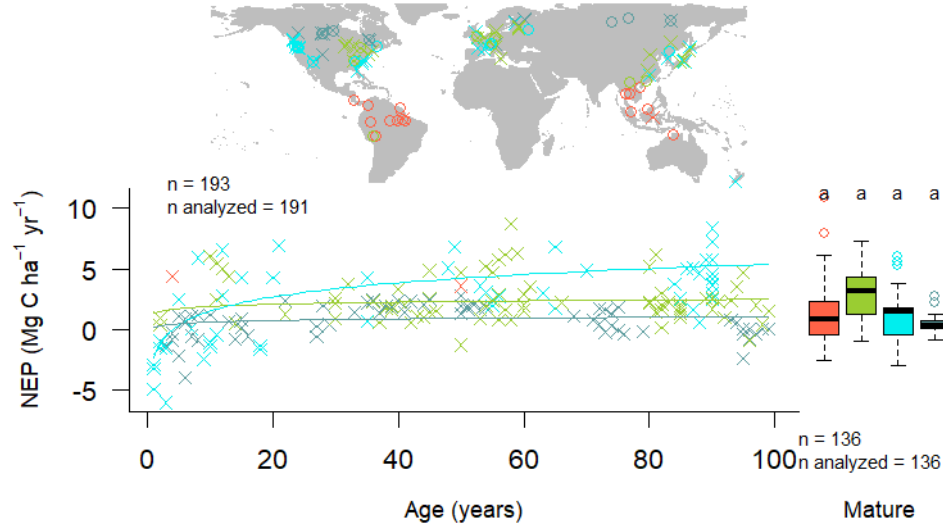 n = 193
n analyzed = 191
NEP (Mg C ha⁻¹ yr⁻¹)
10
5
0
-5
a a a a
0 20 40 60 80 100
n = 136
n analyzed = 136
Age (years)
Mature